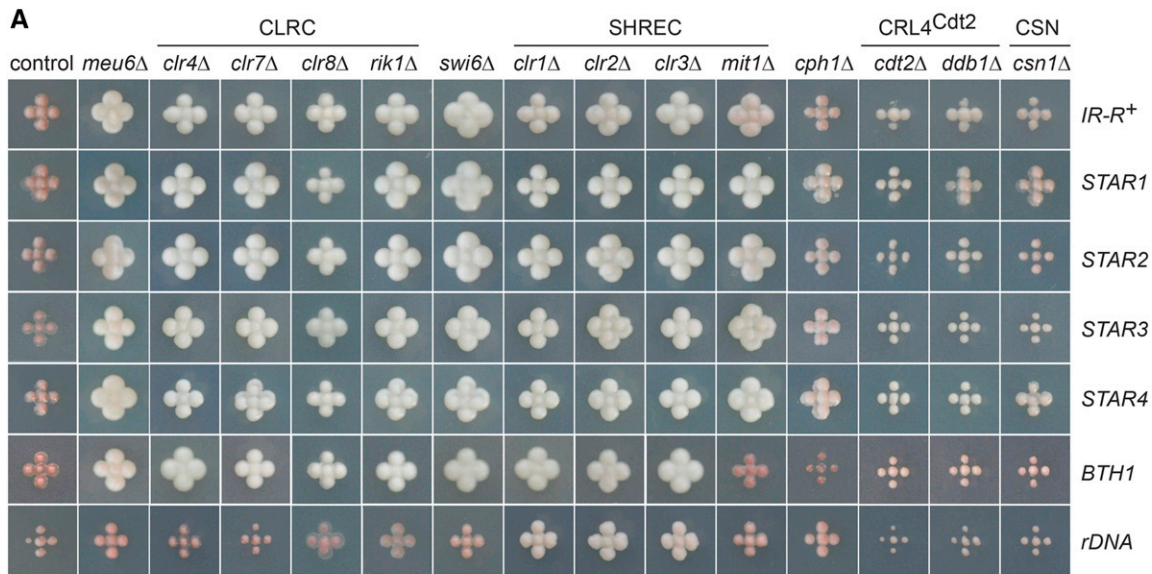 A
CLRC SHREC CRL4Cdt2 CSN
control meu6Δ clr4Δ clr7Δ clr8Δ rik1Δ swi6Δ clr1Δ clr2Δ clr3Δ mit1Δ cph1Δ cdt2Δ ddb1Δ csn1Δ
IR-R+
STAR1
STAR2
STAR3
STAR4
BTH1
rDNA